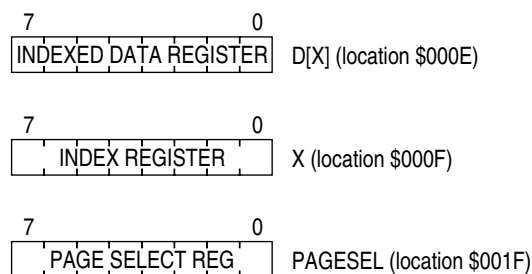 7 0
INDEXED DATA REGISTER D[X] (location $000E)
7 0
INDEX REGISTER X (location $000F)
7 0
PAGE SELECT REG PAGESEL (location $001F)